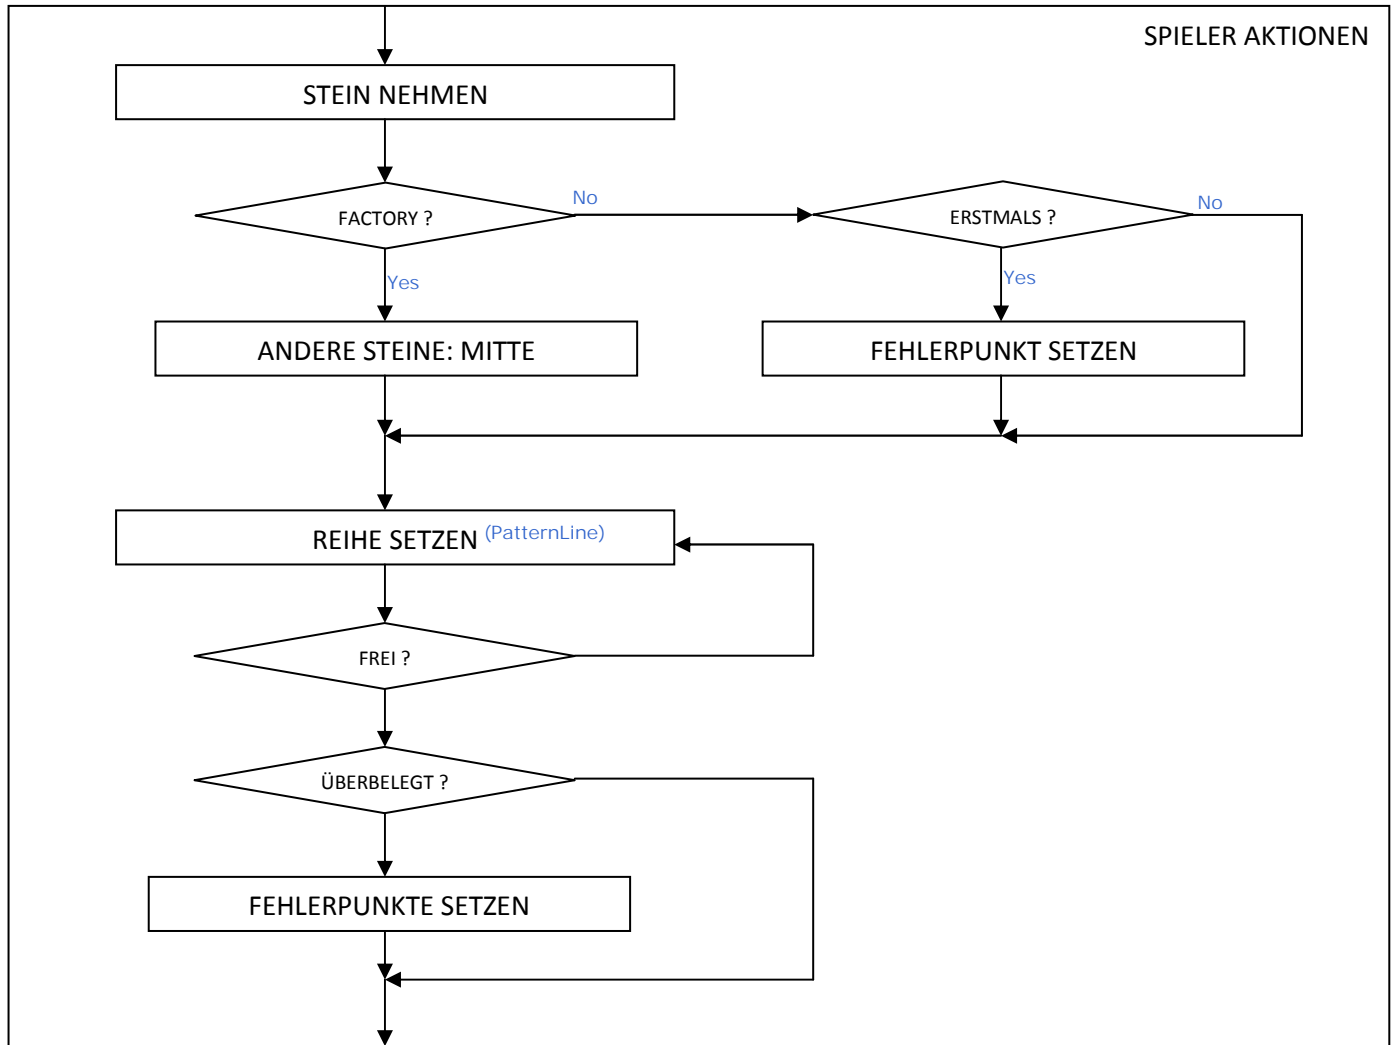 SPIELER AKTIONEN
STEIN NEHMEN
FACTORY ?
No
ERSTMALS ?
No
Yes
Yes
ANDERE STEINE: MITTE
FEHLERPUNKT SETZEN
REIHE SETZEN (PatternLine)
FREI ?
ÜBERBELEGT ?
FEHLERPUNKTE SETZEN